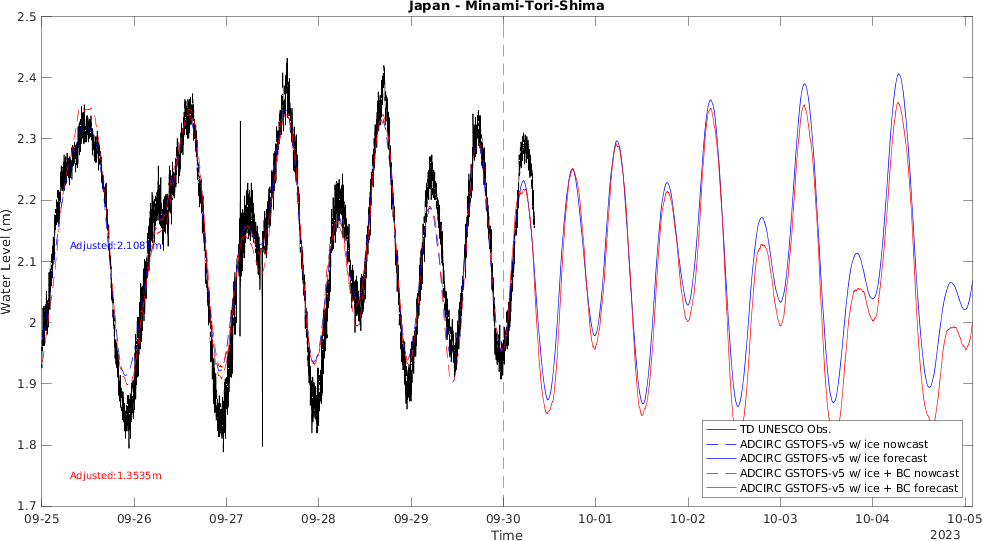 Japan - Minami-Tori-Shima
Water Level (m)
2.5
2.4
2.3
2.2
2.1
2
1.9
1.8
1.7
Adjusted:2.1087m
Adjusted:1.3535m
TD UNESCO Obs.
ADCIRC GSTOFS-v5 w/ ice nowcast
ADCIRC GSTOFS-v5 w/ ice forecast
ADCIRC GSTOFS-v5 w/ ice + BC nowcast
ADCIRC GSTOFS-v5 w/ ice + BC forecast
09-25 09-26 09-27 09-28 09-29 09-30 10-01 10-02 10-03 10-04 10-05
Time
2023